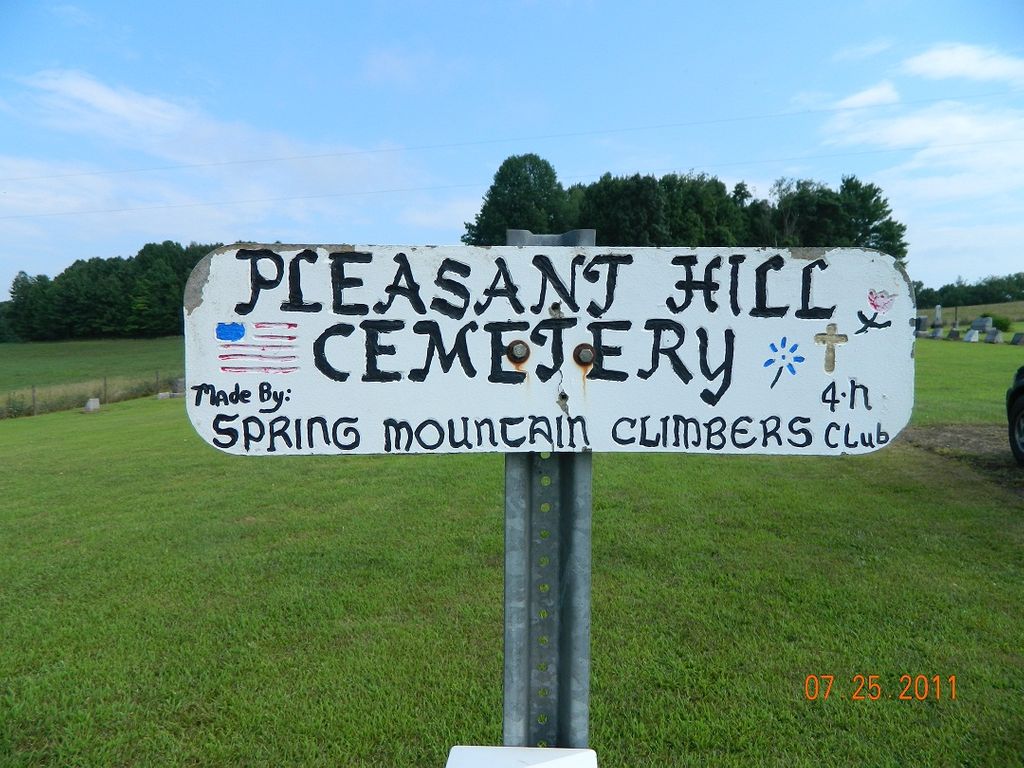 PLEASANT HILL
CEMETERY
Made By: 4-h
SPRING MOUNTAIN CLIMBERS Club
07 25 2011